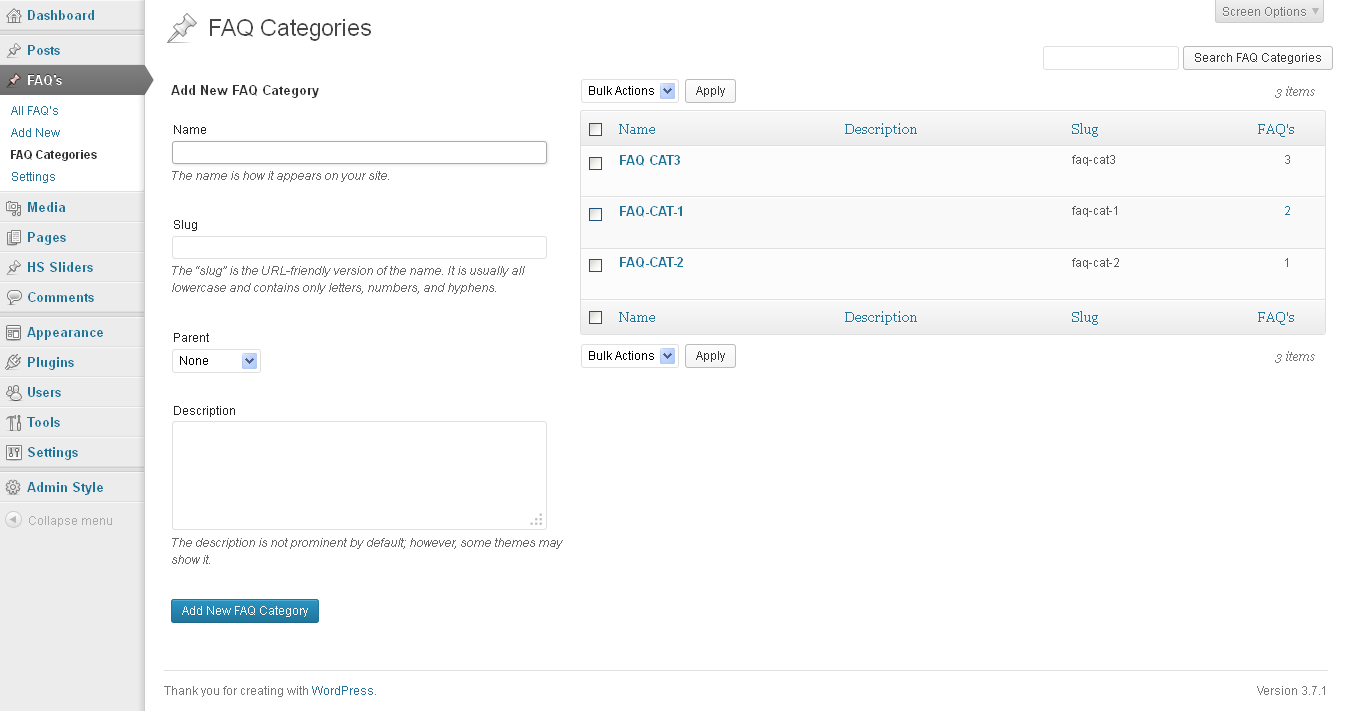 Dashboard
Posts
FAQ's
All FAQ's
Add New
FAQ Categories
Settings
Media
Pages
HS Sliders
Comments
Appearance
Plugins
Users
Tools
Settings
Admin Style
Collapse menu
Screen Options
FAQ Categories
Search FAQ Categories
Add New FAQ Category
Name
The name is how it appears on your site.
Slug
The "slug" is the URL-friendly version of the name. It is usually all
lowercase and contains only letters, numbers, and hyphens.
Parent
None
Description
The description is not prominent by default; however, some themes may
show it.
Add New FAQ Category
Bulk Actions Apply 3 items
Name Description Slug FAQ's
FAQ CAT3 faq-cat3 3
FAQ-CAT-1 faq-cat-1 2
FAQ-CAT-2 faq-cat-2 1
Name Description Slug FAQ's
Bulk Actions Apply 3 items
Thank you for creating with WordPress. Version 3.7.1